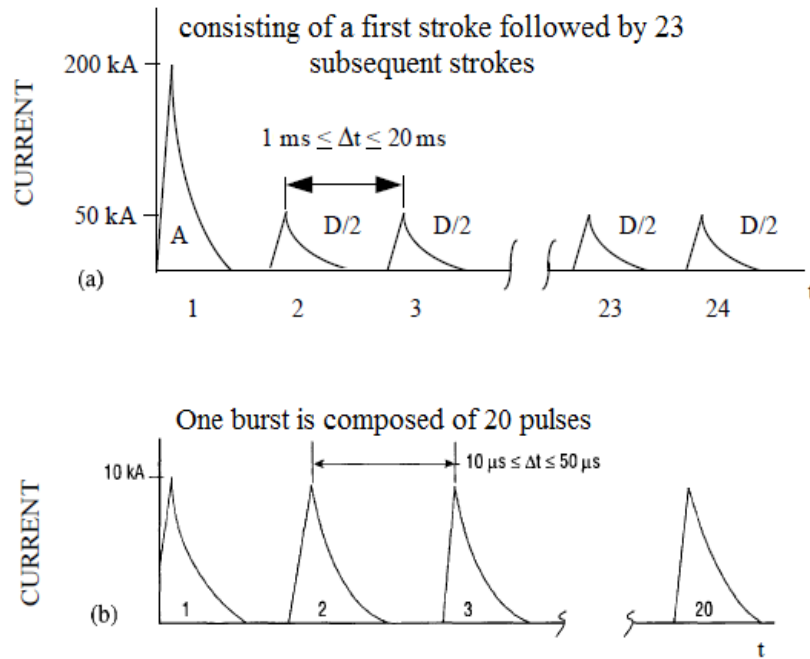 consisting of a first stroke followed by 23
subsequent strokes
CURRENT
200 kA
1 ms ≤ Δt ≤ 20 ms
50 kA
A
D/2
D/2
D/2
D/2
(a)
t
1
2
3
23
24
One burst is composed of 20 pulses
CURRENT
10 kA
10 μs ≤ Δt ≤ 50 μs
(b)
1
2
3
20
t